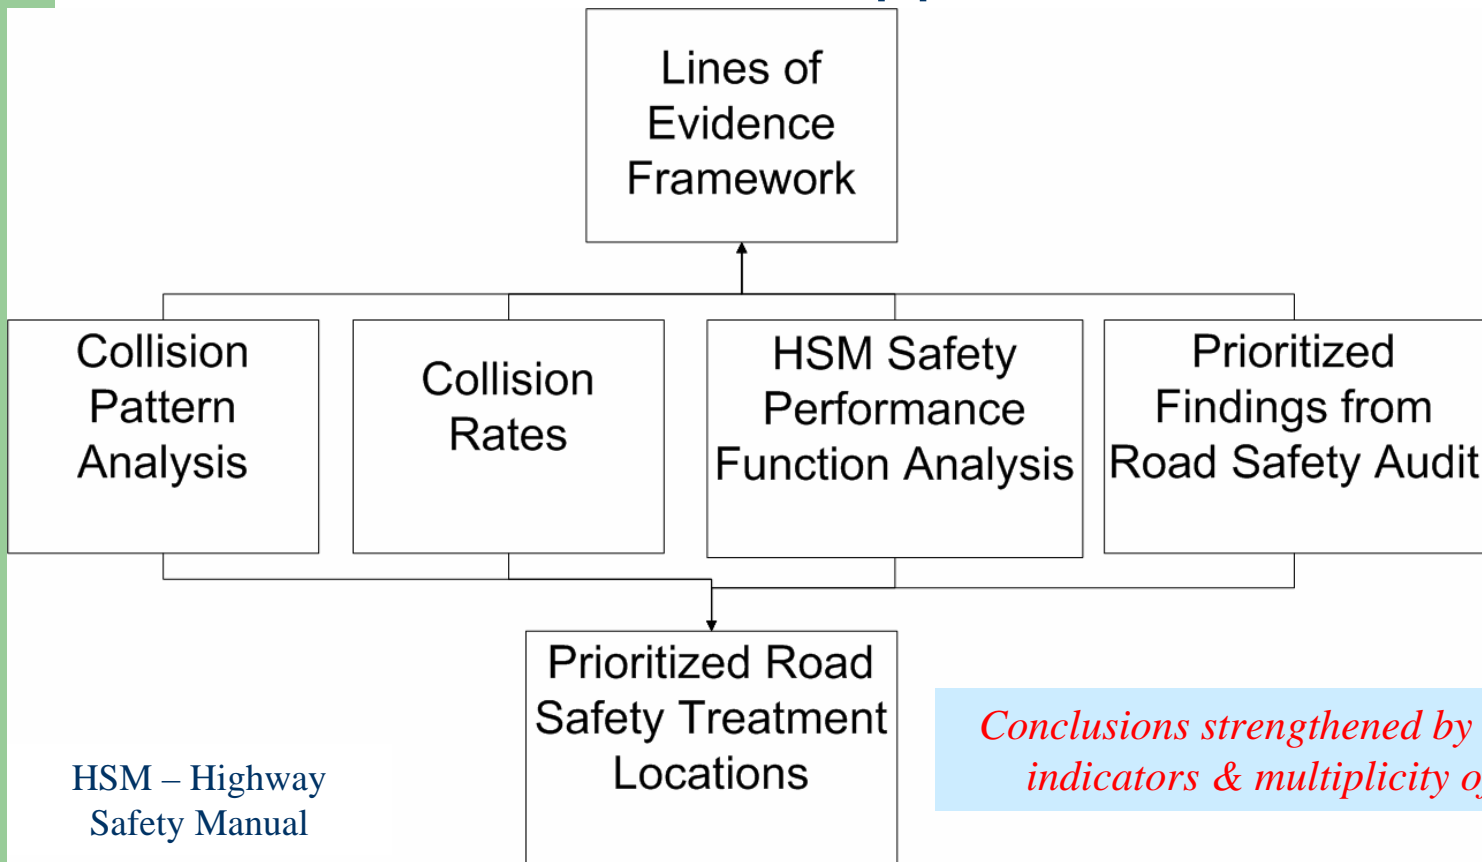 Lines of
Evidence
Framework
Collision
Pattern
Analysis
Collision
Rates
HSM Safety
Performance
Function Analysis
Prioritized
Findings from
Road Safety Audit
Prioritized Road
Safety Treatment
Locations
Conclusions strengthened by
indicators & multiplicity
HSM – Highway
Safety Manual